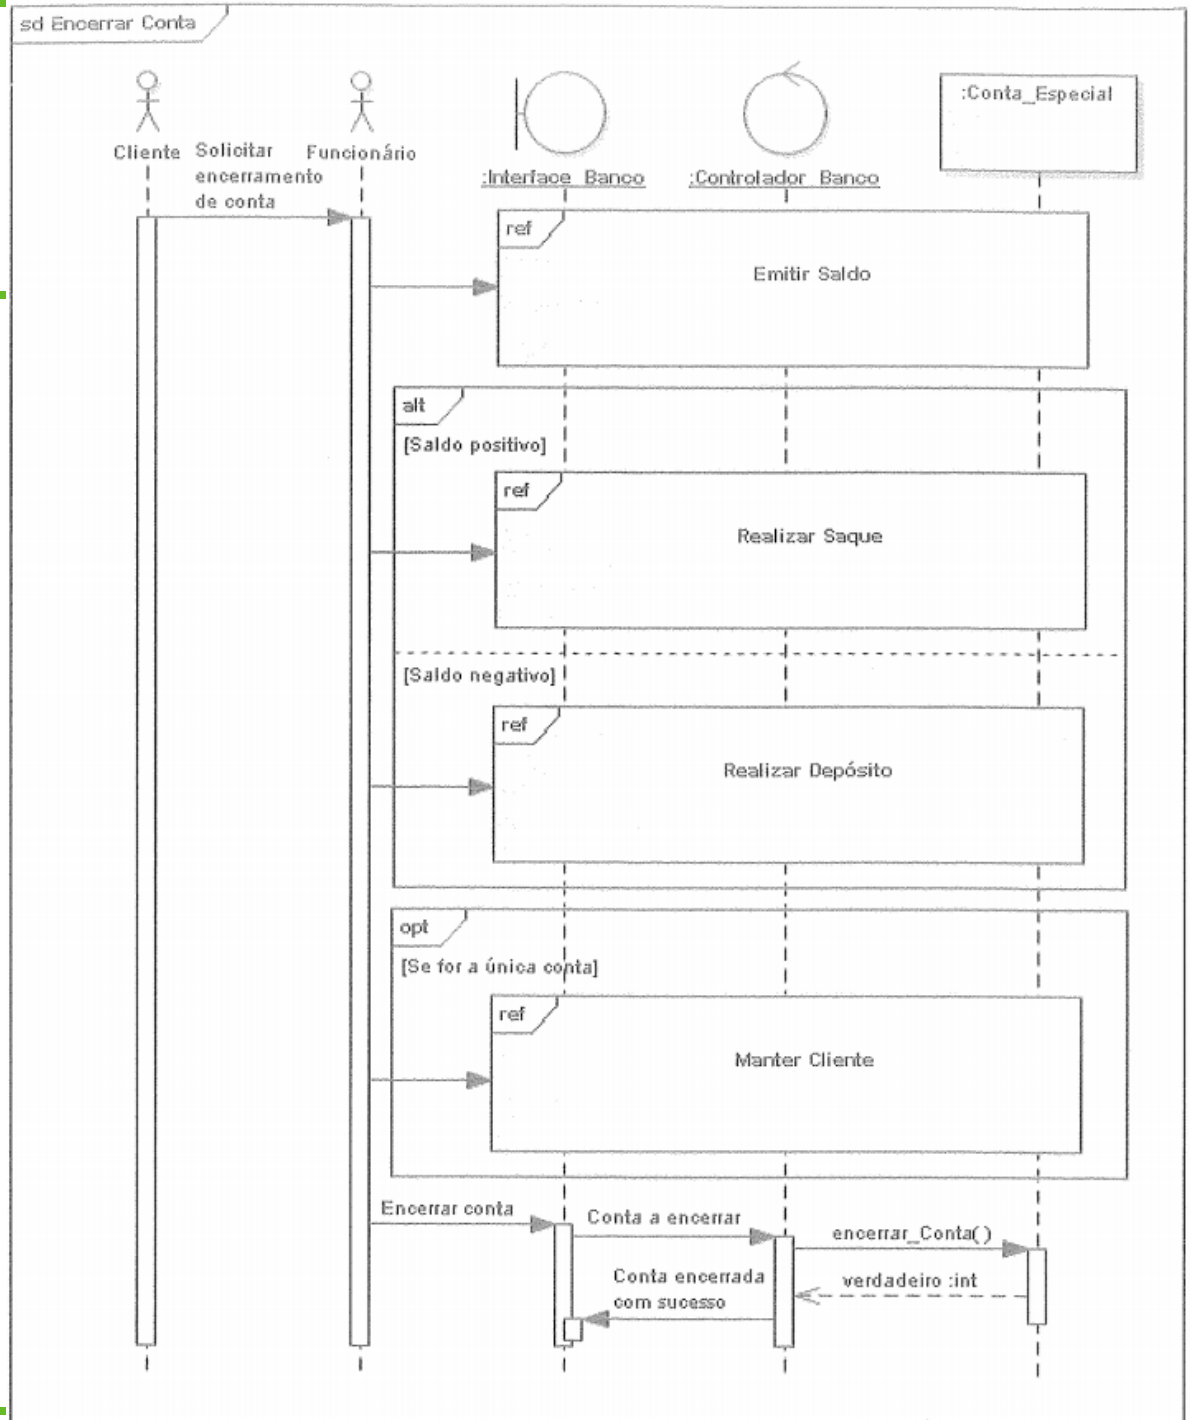 sd Encerrar Conta
Cliente
Solicitar
encerramento
de conta
Funcionário
:Interface_Banco
:Controlador_Banco
:Conta_Especial
ref
Emitir Saldo
alt
[Saldo positivo]
ref
Realizar Saque
[Saldo negativo]
ref
Realizar Depósito
opt
[Se for a única conta]
ref
Manter Cliente
Encerrar conta
Conta a encerrar
encerrar_Conta()
verdadeiro :int
Conta encerrada
com sucesso